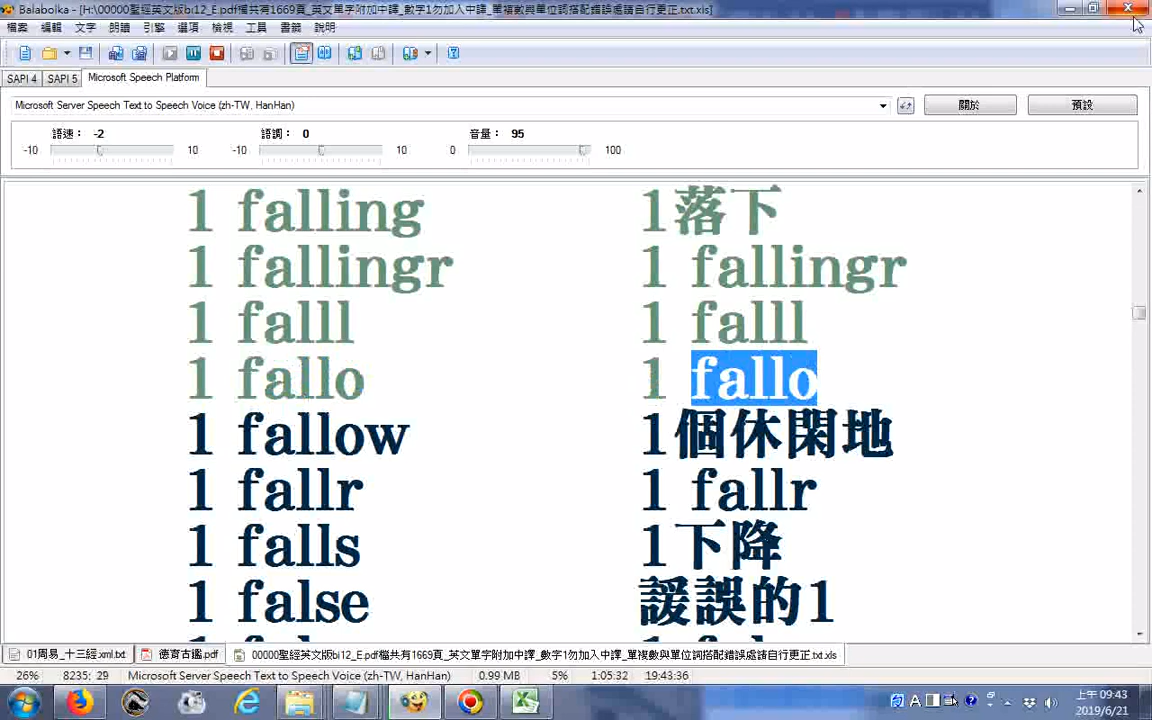 Balabolka - [H:\00000聖經英文版bi12_E.pdf檔共有1669頁_英文單字附加中譯_數字1勿加入中譯_單複數與單位詞搭配錯誤處請自行更正.txt.xls]
檔案 編輯 文字 朗讀 引擎 選項 檢視 工具 書籤 說明
SAPI 4 SAPI 5 Microsoft Speech Platform
Microsoft Server Speech Text to Speech Voice (zh-TW, HanHan) 關於 預設
語速： -2 語調： 0 音量： 95
-10 10 -10 10 0 100
1 falling 1落下
1 fallingr 1 fallingr
1 falll 1 falll
1 fallo 1 fallo
1 fallow 1個休閑地
1 fallr 1 fallr
1 falls 1下降
1 false 諼誤的1
01周易_十三經.xml.txt 德育古鑑.pdf 00000聖經英文版bi12_E.pdf檔共有1669頁_英文單字附加中譯_數字1勿加入中譯_單複數與單位詞搭配錯誤處請自行更正.txt.xls
26% 8235: 29 Microsoft Server Speech Text to Speech Voice (zh-TW, HanHan) 0.99 MB 5% 1:05:32 19:43:36
上午 09:43
2019/6/21